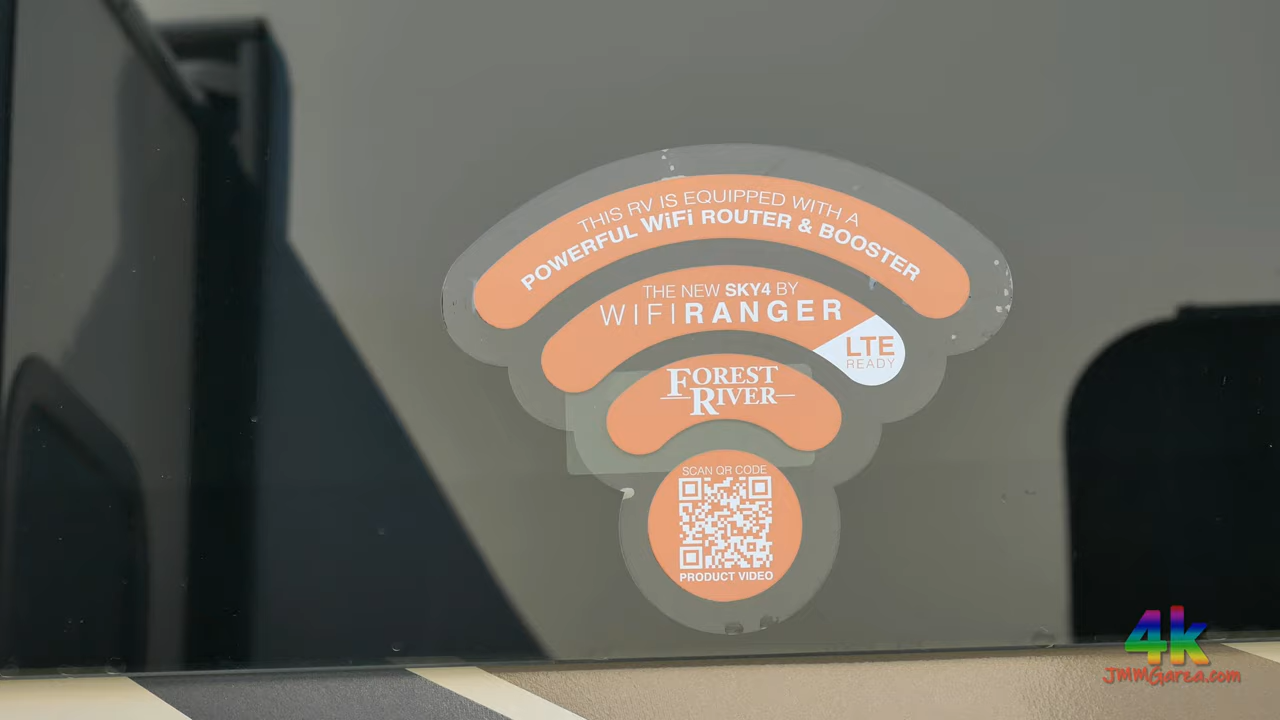 THIS RV IS EQUIPPED WITH A
POWERFUL WiFi ROUTER & BOOSTER
THE NEW SKY4 BY
WIFIRANGER
LTE
READY
FOREST
RIVER
SCAN QR CODE
PRODUCT VIDEO
4k
JMMGarea.com